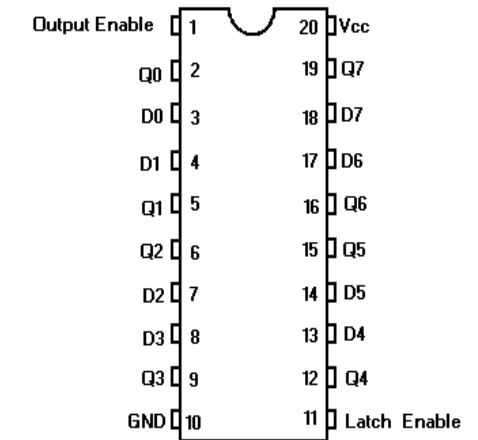 Output Enable 1 20 Vcc
Q0 2 19 Q7
D0 3 18 D7
D1 4 17 D6
Q1 5 16 Q6
Q2 6 15 Q5
D2 7 14 D5
D3 8 13 D4
Q3 9 12 Q4
GND 10 11 Latch Enable